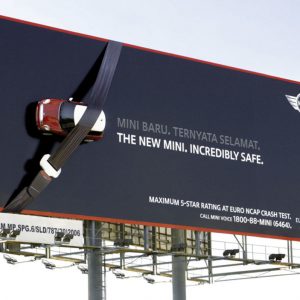 MINI BARU. TERNYATA SELAMAT.
THE NEW MINI. INCREDIBLY SAFE.
MAXIMUM 5-STAR RATING AT EURO NCAP CRASH TEST.
CALL MINI VOICE 1800-88-MINI (6464).